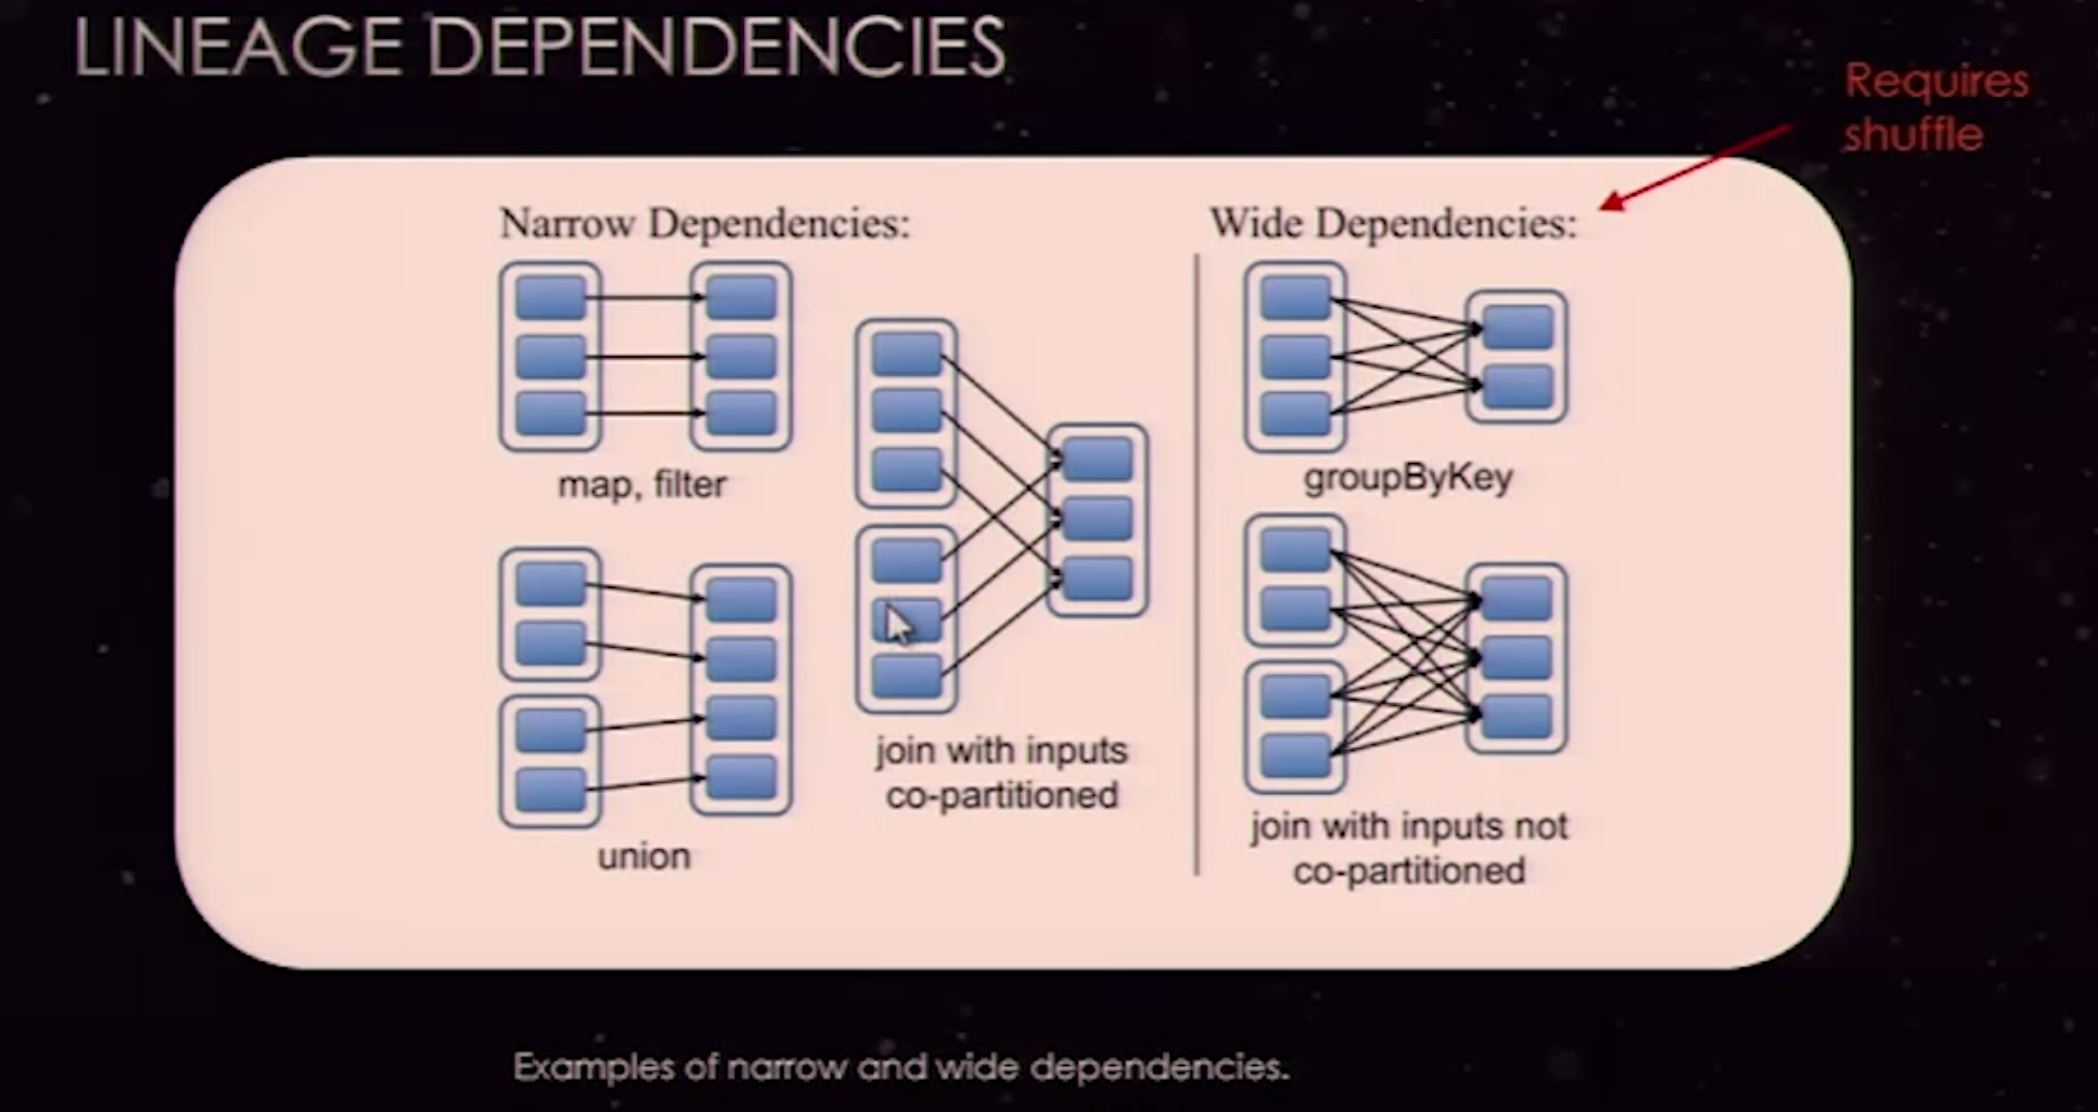 LINEAGE DEPENDENCIES
Requires
shuffle
Narrow Dependencies:
Wide Dependencies:
map, filter
groupByKey
join with inputs
co-partitioned
union
join with inputs not
co-partitioned
Examples of narrow and wide dependencies.